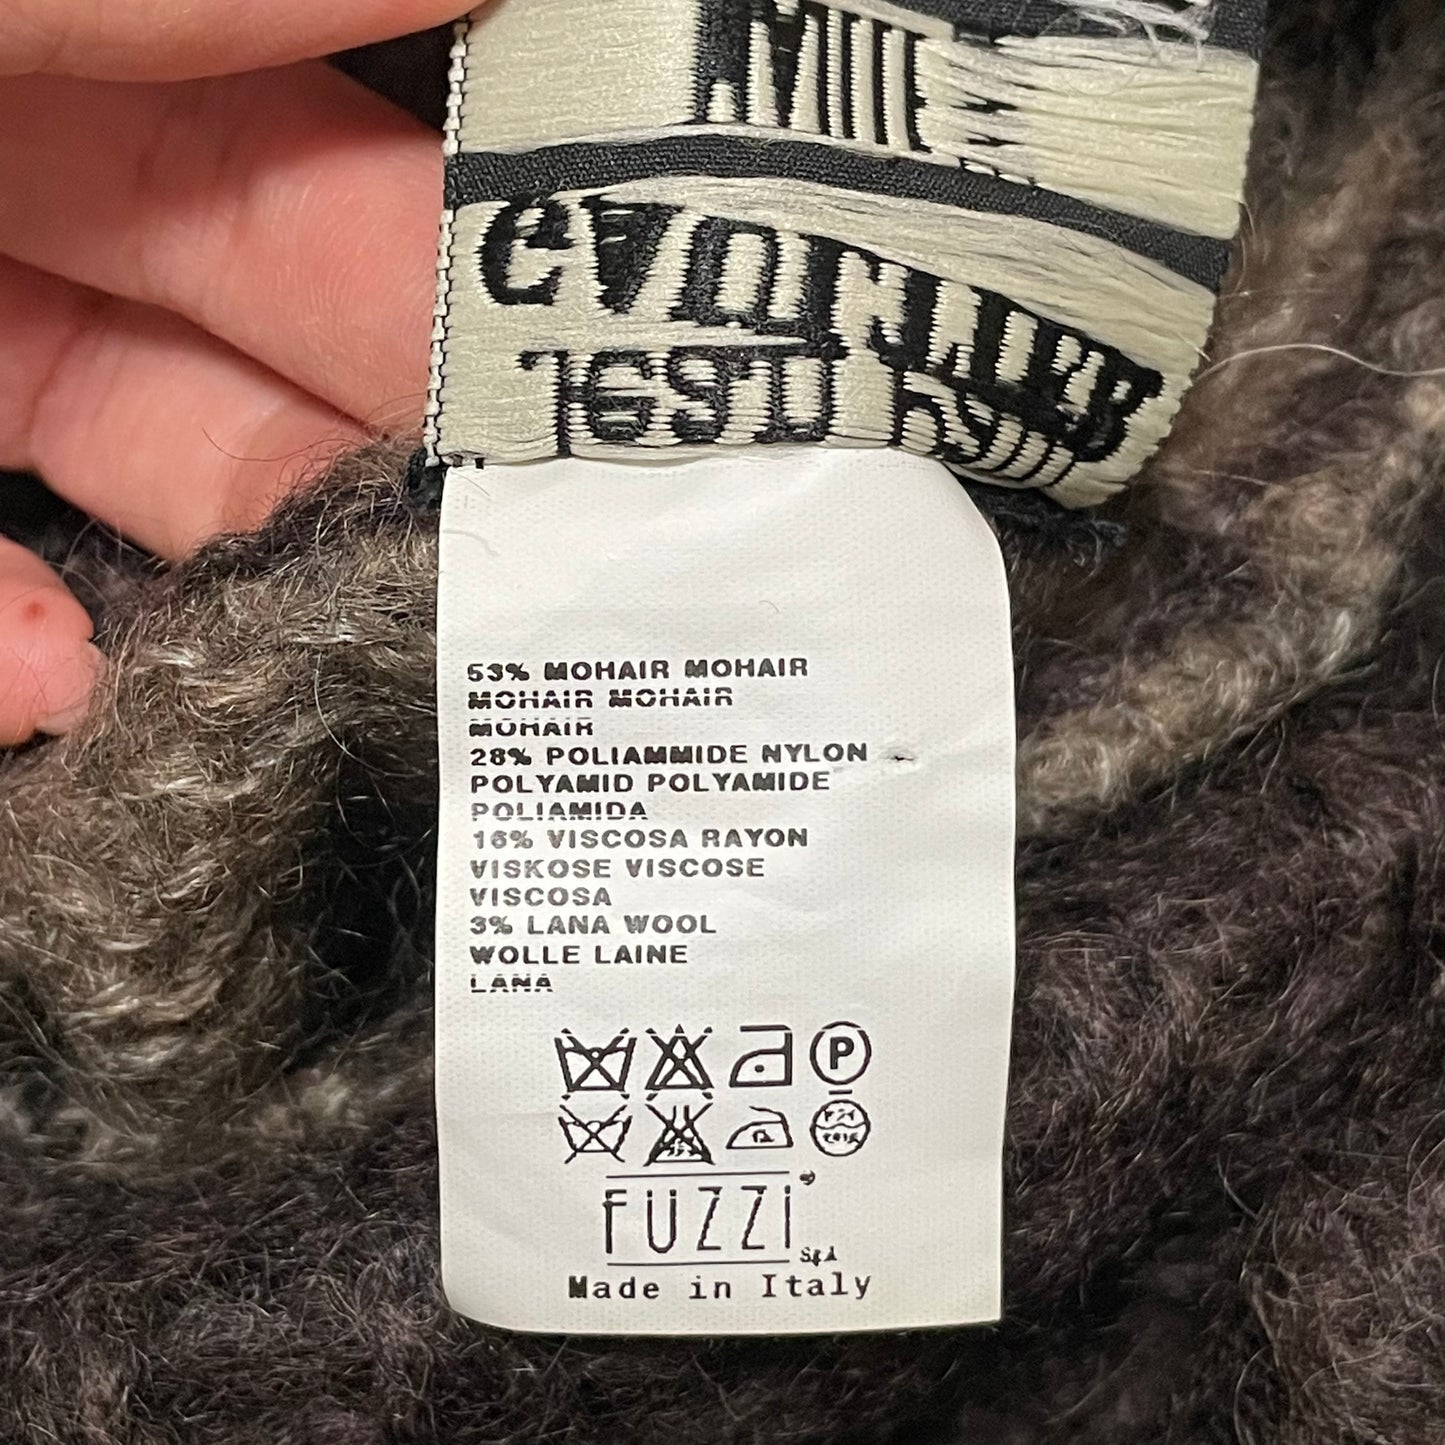 53% MOHAIR MOHAIR
MOHAIR MOHAIR
MOHAIR
28% POLIAMMIDE NYLON
POLYAMID POLYAMIDE
POLIAMIDA
16% VISCOSA RAYON
VISKOSE VISCOSE
VISCOSA
3% LANA WOOL
WOLLE LAINE
LANA
P
FUZZI
SpA
Made in Italy